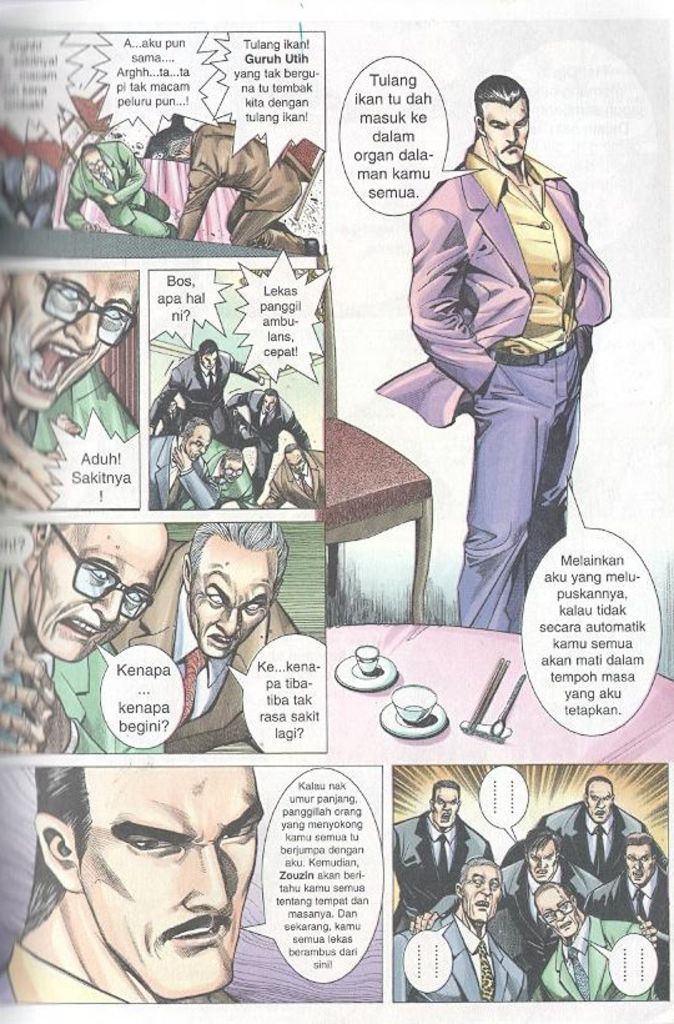 Arghh!
sakitnya!
macam
A...aku pun
sama....
Arghh...ta...ta
pi tak macam
peluru pun...!
Tulang ikan!
Guruh Utih
yang tak bergu-
na tu tembak
kita dengan
tulang ikan!
Tulang
ikan tu dah
masuk ke
dalam
organ dala-
man kamu
semua.
Aduh!
Sakitnya
!
Bos,
apa hal
ni?
Lekas
panggil
ambu-
lans,
cepat!
Melainkan
aku yang melu-
puskannya,
kalau tidak
secara automatik
kamu semua
akan mati dalam
tempoh masa
yang aku
tetapkan.
Kenapa
...
kenapa
begini?
Ke...kena-
pa tiba-
tiba tak
rasa sakit
lagi?
Kalau nak
umur panjang,
panggillah orang
yang menyokong
kamu semua tu
berjumpa dengan
aku. Kemudian,
Zouzin akan beri-
tahu kamu semua
tentang tempat dan
masanya. Dan
sekarang, kamu
semua lekas
berambus dari
sini!